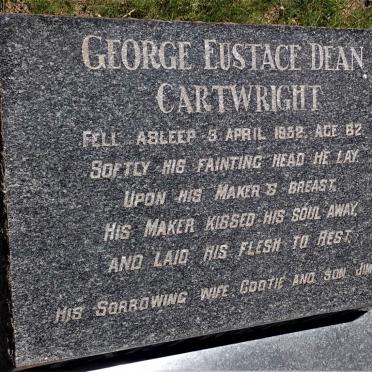 GEORGE EUSTACE DEAN
CARTWRIGHT
FELL ASLEEP 3 APRIL 1932, AGE 62.
SOFTLY HIS FAINTING HEAD HE LAY
UPON HIS MAKER'S BREAST,
HIS MAKER KISSED HIS SOUL AWAY,
AND LAID HIS FLESH TO REST.
HIS SORROWING WIFE COOTIE AND SON JIM